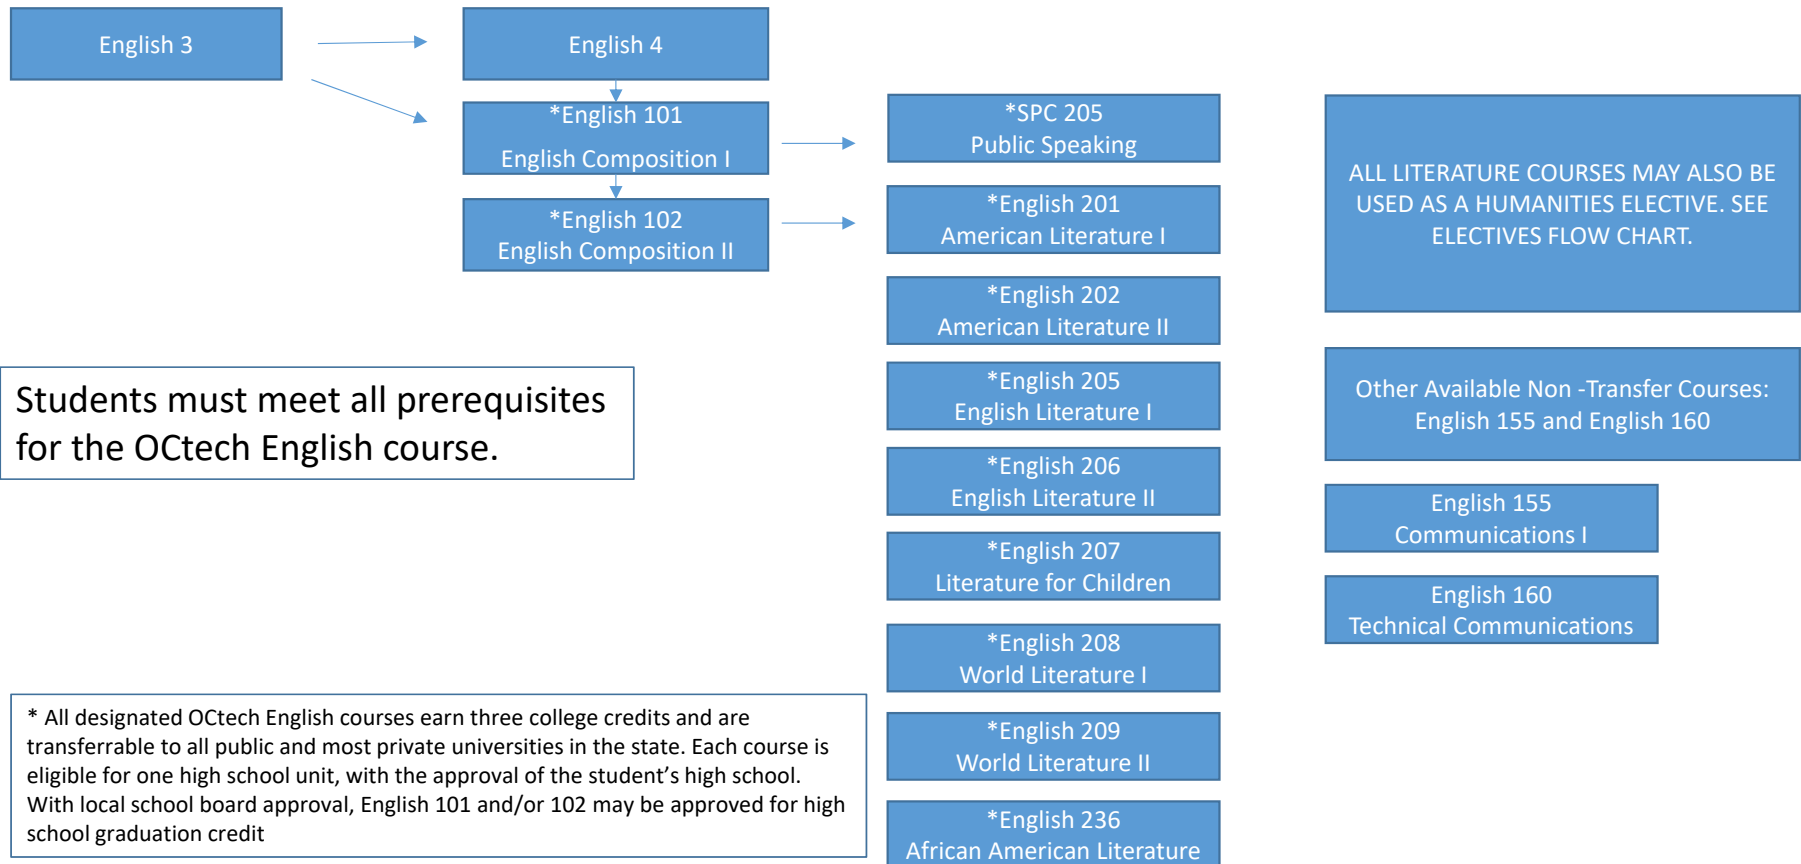 English 3
English 4
*English 101
English Composition I
*English 102
English Composition II
*SPC 205
Public Speaking
*English 201
American Literature I
*English 202
American Literature II
*English 205
English Literature I
*English 206
English Literature II
*English 207
Literature for Children
*English 208
World Literature I
*English 209
World Literature II
*English 236
African American Literature
ALL LITERATURE COURSES MAY ALSO BE
USED AS A HUMANITIES ELECTIVE. SEE
ELECTIVES FLOW CHART.
Other Available Non -Transfer Courses:
English 155 and English 160
English 155
Communications I
English 160
Technical Communications
Students must meet all prerequisites
for the OCtech English course.
* All designated OCtech English courses earn three college credits and are
transferrable to all public and most private universities in the state. Each course is
eligible for one high school unit, with the approval of the student’s high school.
With local school board approval, English 101 and/or 102 may be approved for high
school graduation credit